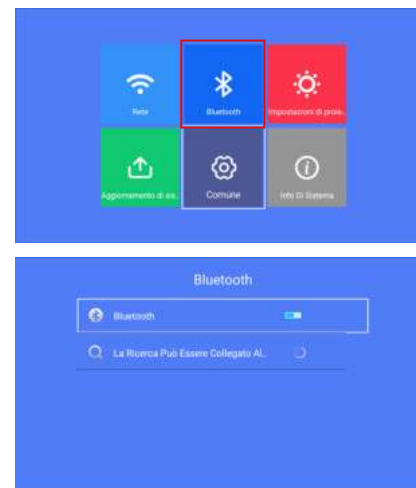 Rete
Bluetooth
Impostazioni di proie..
Aggiornamento di sis..
Comune
Info Di Sistema
Bluetooth
Bluetooth
La Ricerca Può Essere Collegato Al..